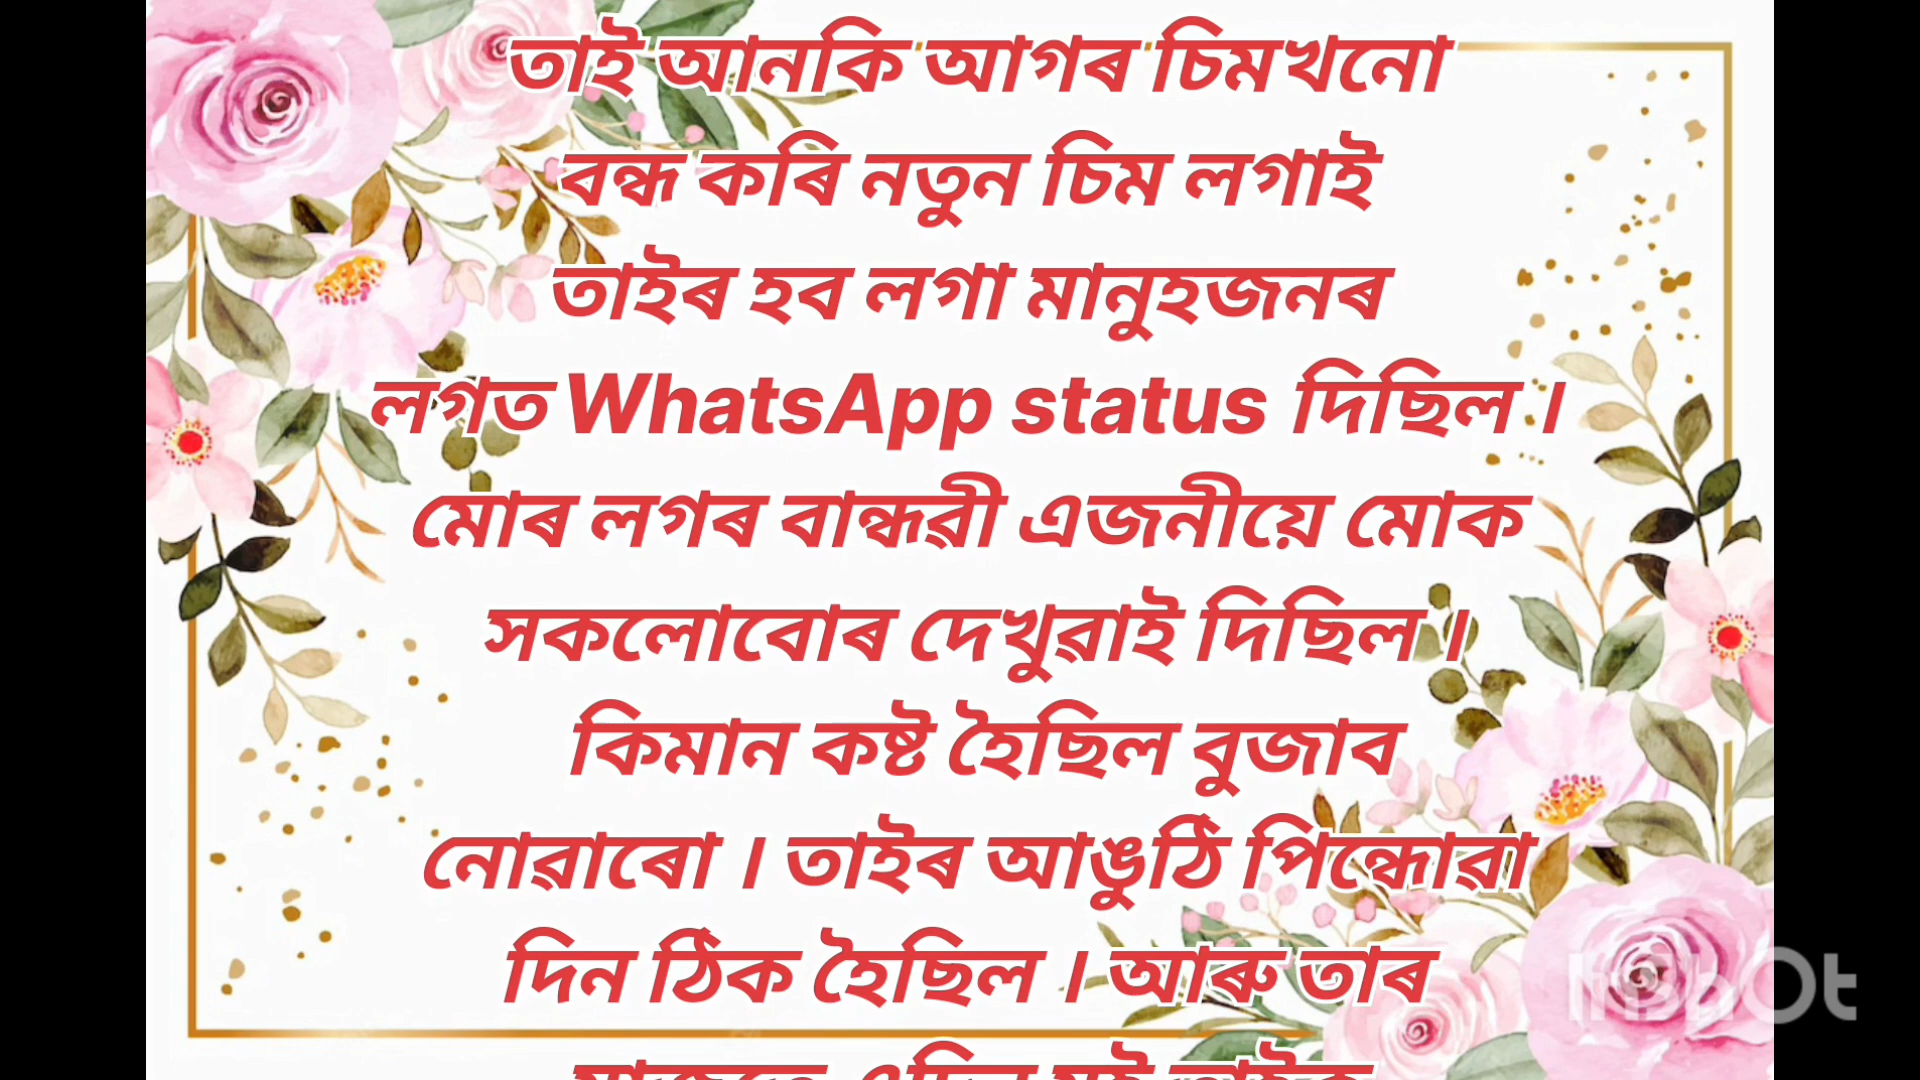 তাই আনকি আগৰ চিমখনো
বন্ধ কৰি নতুন চিম লগাই
তাইৰ হব লগা মানুহজনৰ
লগত WhatsApp status দিছিল ।
মোৰ লগৰ বান্ধৱী এজনীয়ে মোক
সকলোবোৰ দেখুৱাই দিছিল ।
কিমান কষ্ট হৈছিল বুজাব
নোৱাৰো । তাইৰ আঙুঠি পিন্ধোৱা
দিন ঠিক হৈছিল । আৰু তাৰ
InShOt